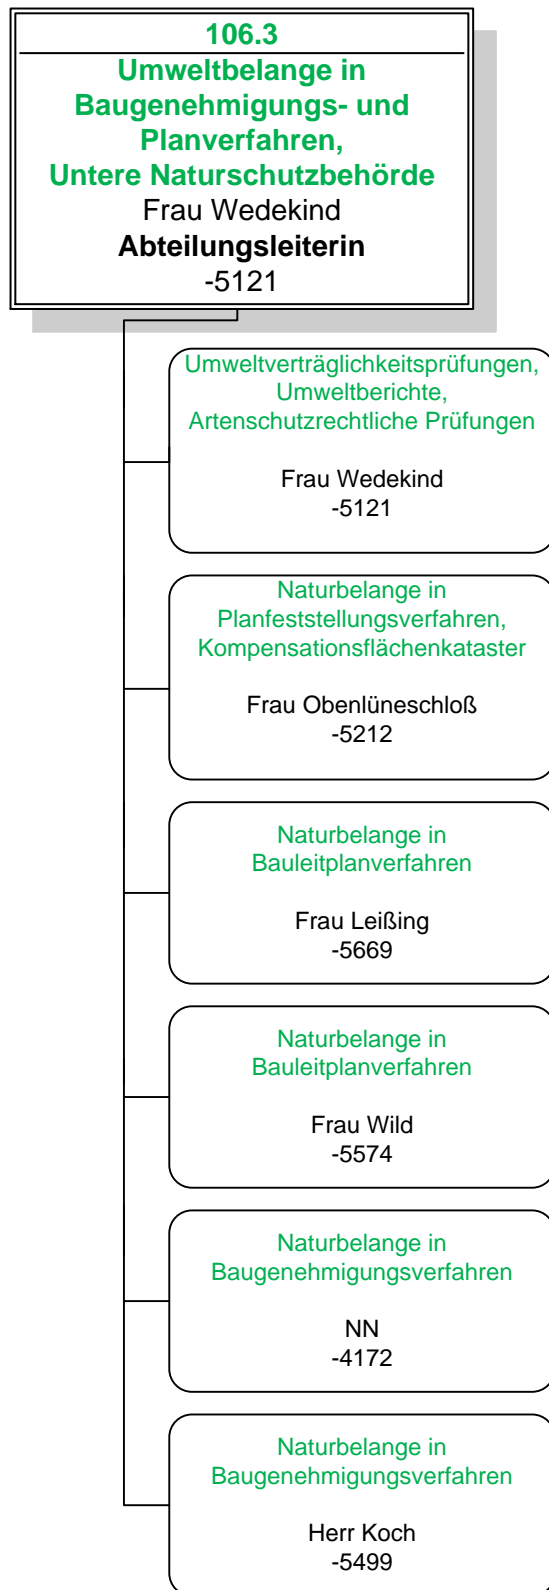 106.3
Umweltbelange in
Baugenehmigungs- und
Planverfahren,
Untere Naturschutzbehörde
Frau Wedekind
Abteilungsleiterin
-5121
Umweltverträglichkeitsprüfungen,
Umweltberichte,
Artenschutzrechtliche Prüfungen
Frau Wedekind
-5121
Naturbelange in
Planfeststellungsverfahren,
Kompensationsflächenkataster
Frau Obenlüneschloß
-5212
Naturbelange in
Bauleitplanverfahren
Frau Leißing
-5669
Naturbelange in
Bauleitplanverfahren
Frau Wild
-5574
Naturbelange in
Baugenehmigungsverfahren
NN
-4172
Naturbelange in
Baugenehmigungsverfahren
Herr Koch
-5499